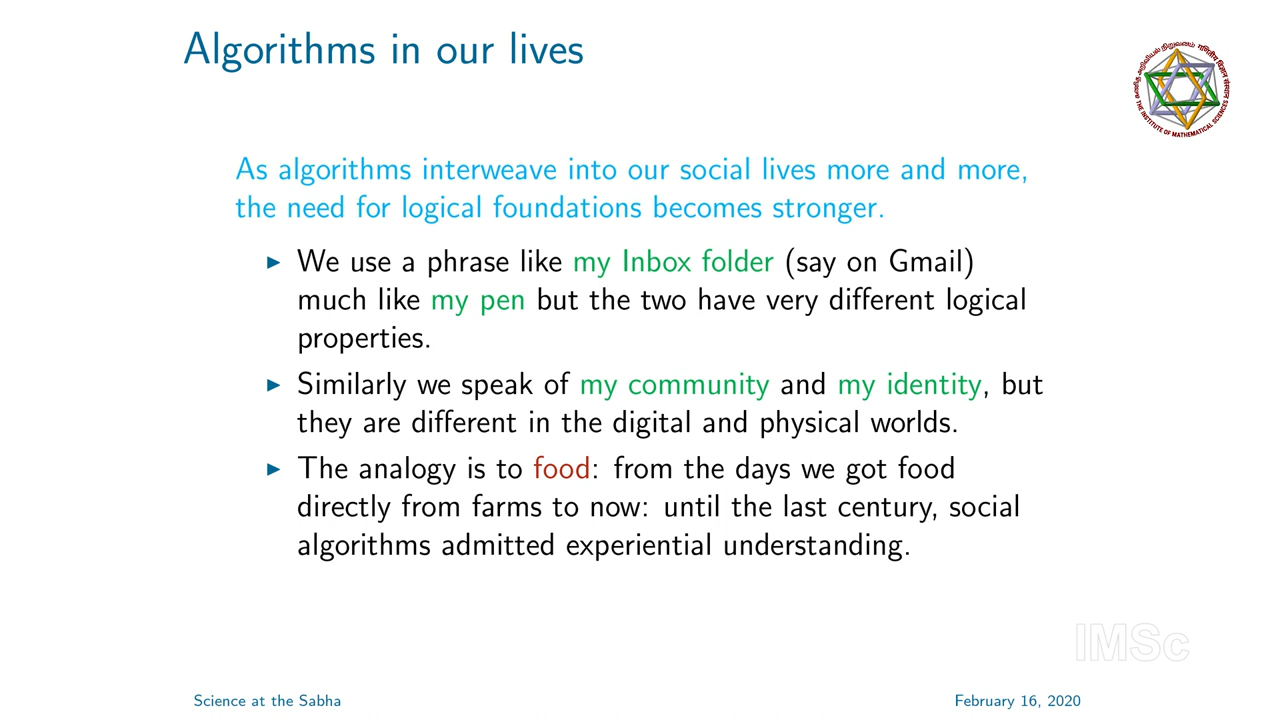 Algorithms in our lives
THE INSTITUTE OF MATHEMATICAL SCIENCES
As algorithms interweave into our social lives more and more,
the need for logical foundations becomes stronger.
▶ We use a phrase like my Inbox folder (say on Gmail)
much like my pen but the two have very different logical
properties.
▶ Similarly we speak of my community and my identity, but
they are different in the digital and physical worlds.
▶ The analogy is to food: from the days we got food
directly from farms to now: until the last century, social
algorithms admitted experiential understanding.
IMSc
Science at the Sabha
February 16, 2020